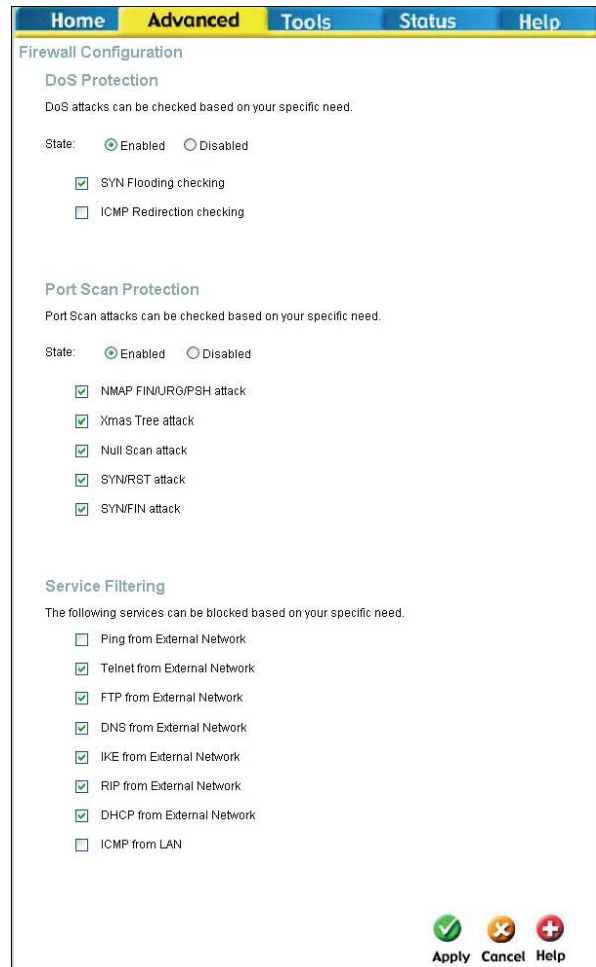 Home Advanced Tools Status Help
Firewall Configuration
DoS Protection
DoS attacks can be checked based on your specific need.
State: Enabled Disabled
SYN Flooding checking
ICMP Redirection checking
Port Scan Protection
Port Scan attacks can be checked based on your specific need.
State: Enabled Disabled
NMAP FIN/URG/PSH attack
Xmas Tree attack
Null Scan attack
SYN/RST attack
SYN/FIN attack
Service Filtering
The following services can be blocked based on your specific need.
Ping from External Network
Telnet from External Network
FTP from External Network
DNS from External Network
IKE from External Network
RIP from External Network
DHCP from External Network
ICMP from LAN
Apply Cancel Help